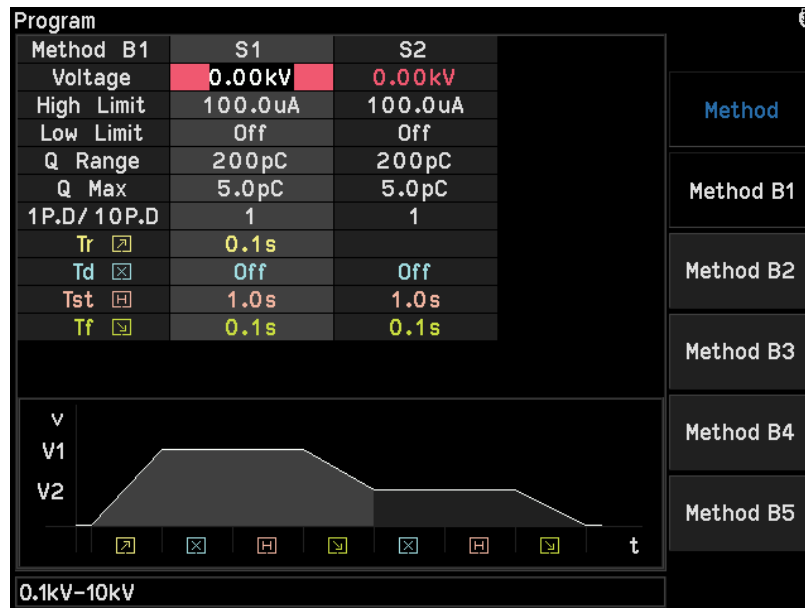 Program
Method B1 S1 S2
Voltage 0.00kV 0.00kV
High Limit 100.0uA 100.0uA
Low Limit Off Off
Q Range 200pC 200pC
Q Max 5.0pC 5.0pC
1P.D/10P.D 1 1
Tr 0.1s
Td Off Off
Tst H 1.0s 1.0s
Tf 0.1s 0.1s
v
V1
V2
H H t
0.1kV-10kV
Method
Method B1
Method B2
Method B3
Method B4
Method B5